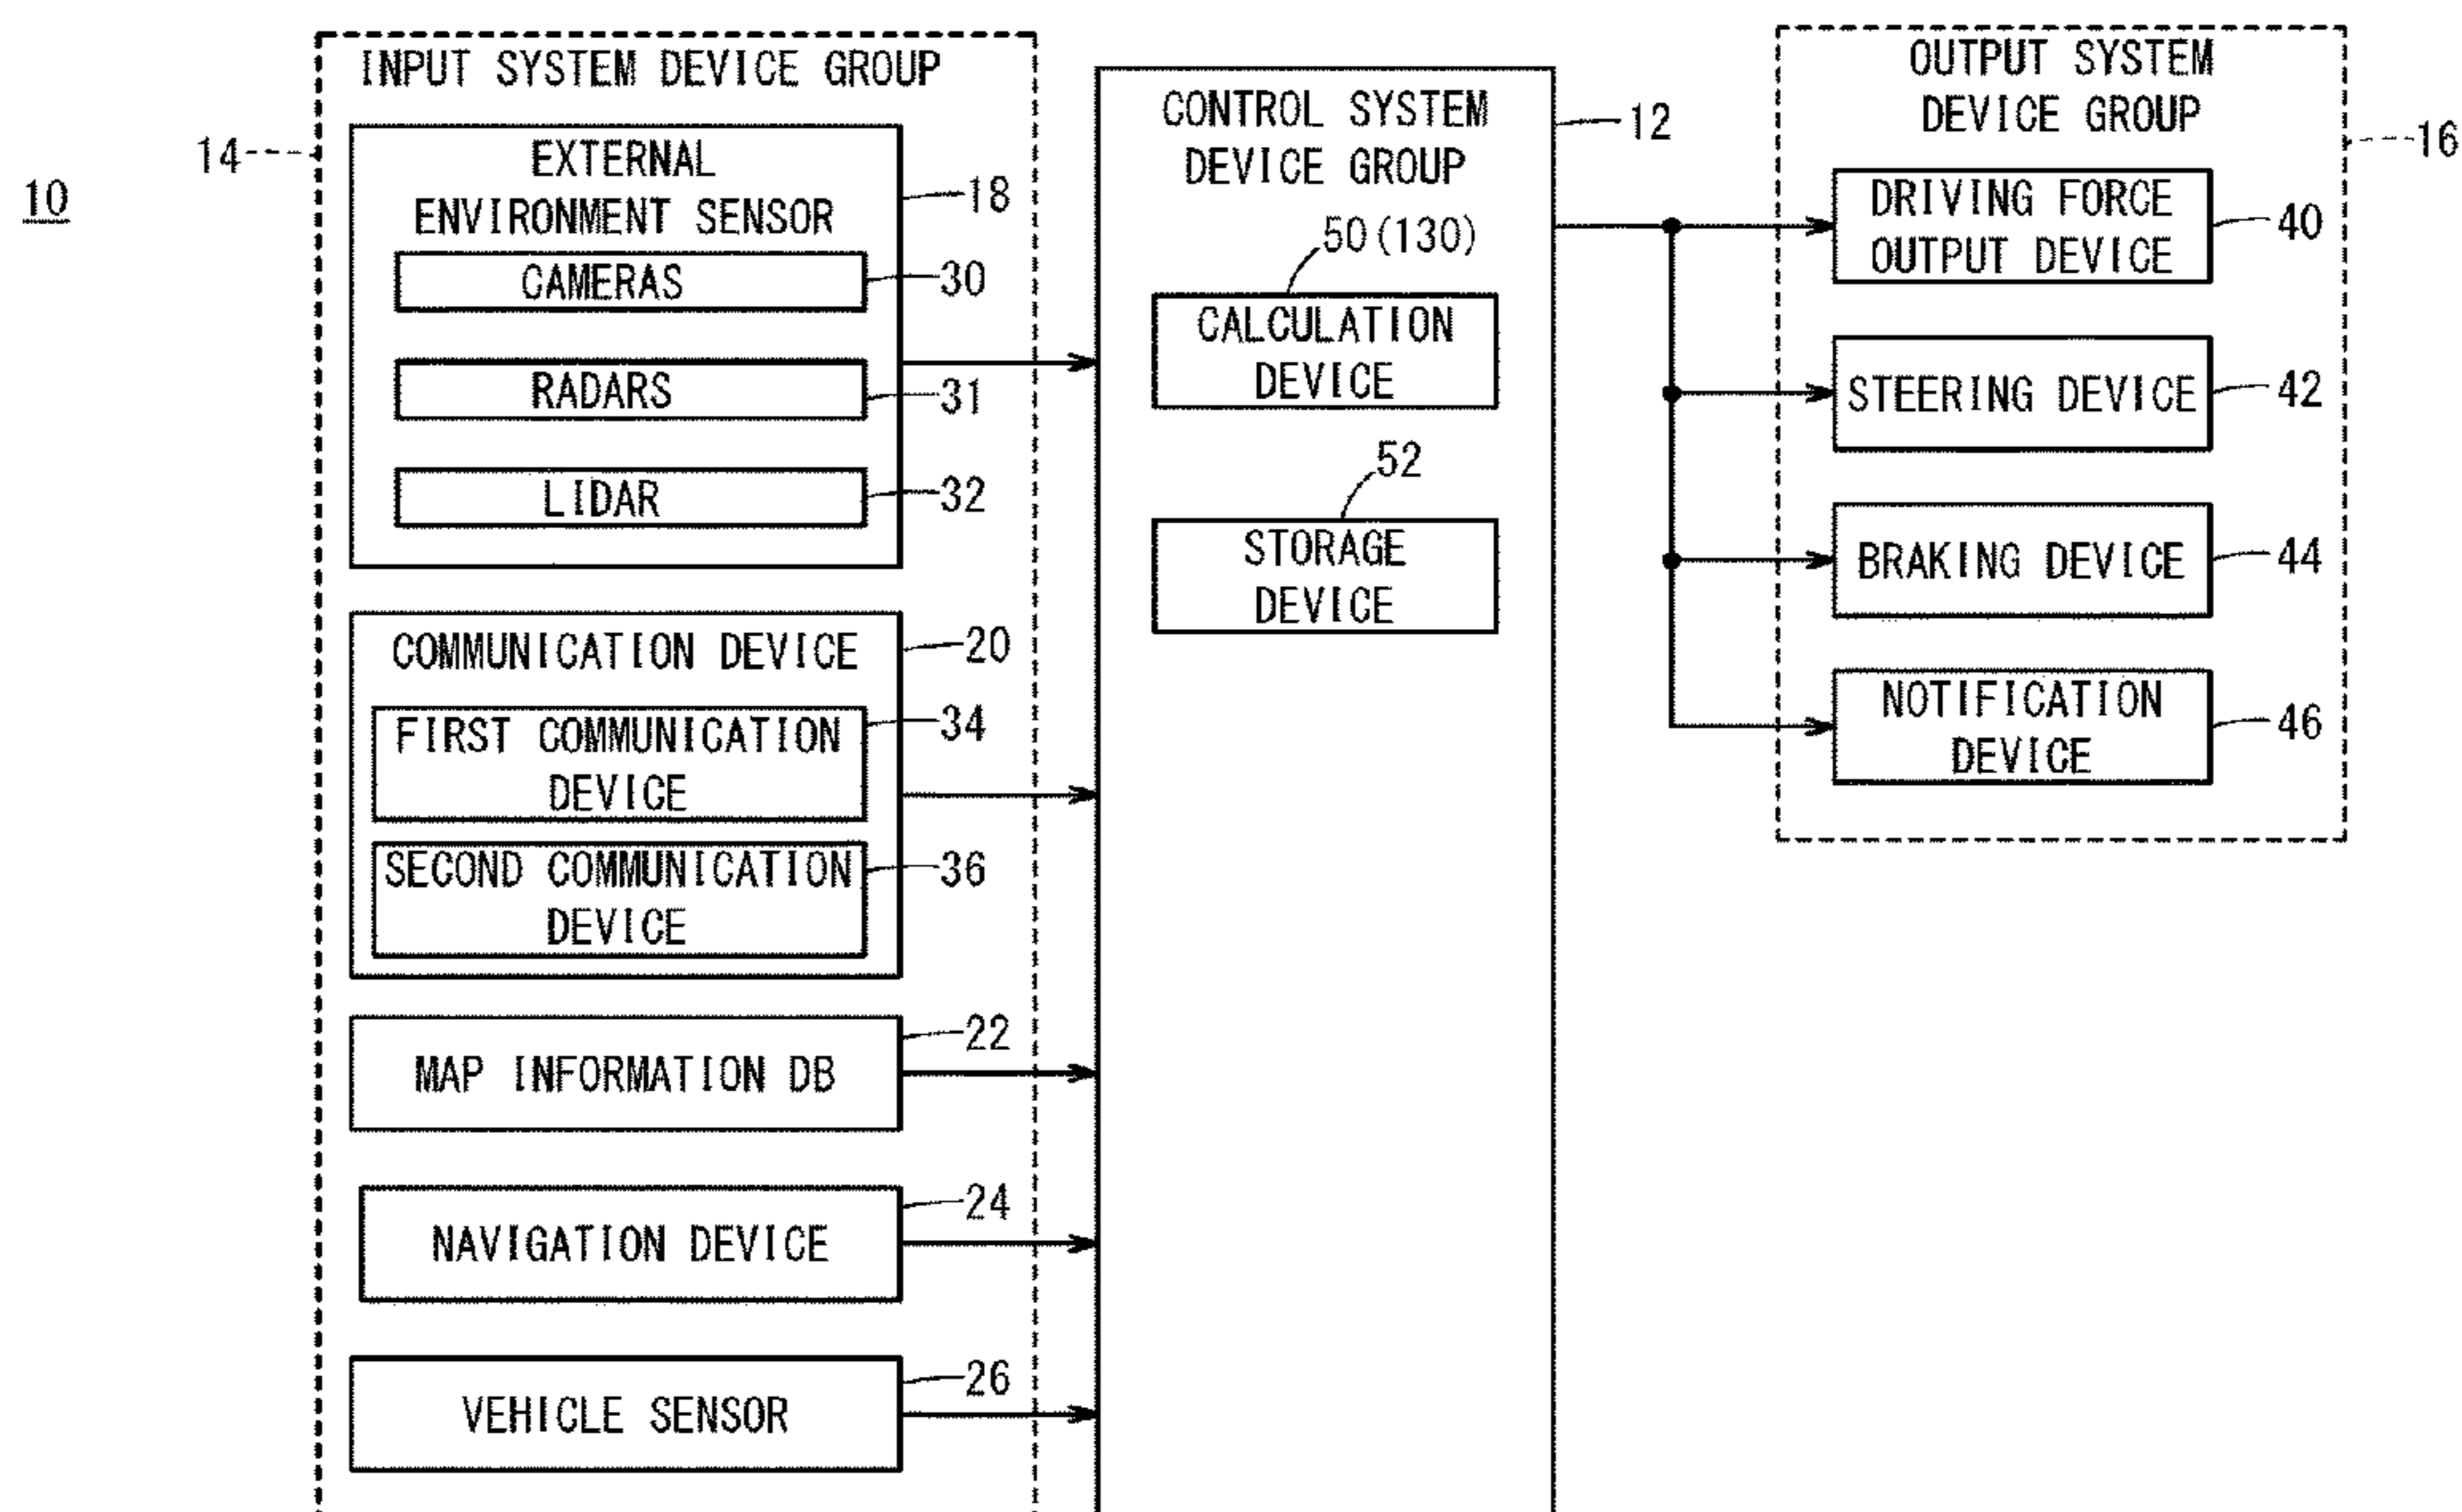 10
14
INPUT SYSTEM DEVICE GROUP
EXTERNAL
ENVIRONMENT SENSOR
18
CAMERAS
30
RADARS
31
LIDAR
32
COMMUNICATION DEVICE
20
FIRST COMMUNICATION
DEVICE
34
SECOND COMMUNICATION
DEVICE
36
MAP INFORMATION DB
22
NAVIGATION DEVICE
24
VEHICLE SENSOR
26
CONTROL SYSTEM
DEVICE GROUP
12
50(130)
CALCULATION
DEVICE
52
STORAGE
DEVICE
OUTPUT SYSTEM
DEVICE GROUP
16
DRIVING FORCE
OUTPUT DEVICE
40
STEERING DEVICE
42
BRAKING DEVICE
44
NOTIFICATION
DEVICE
46